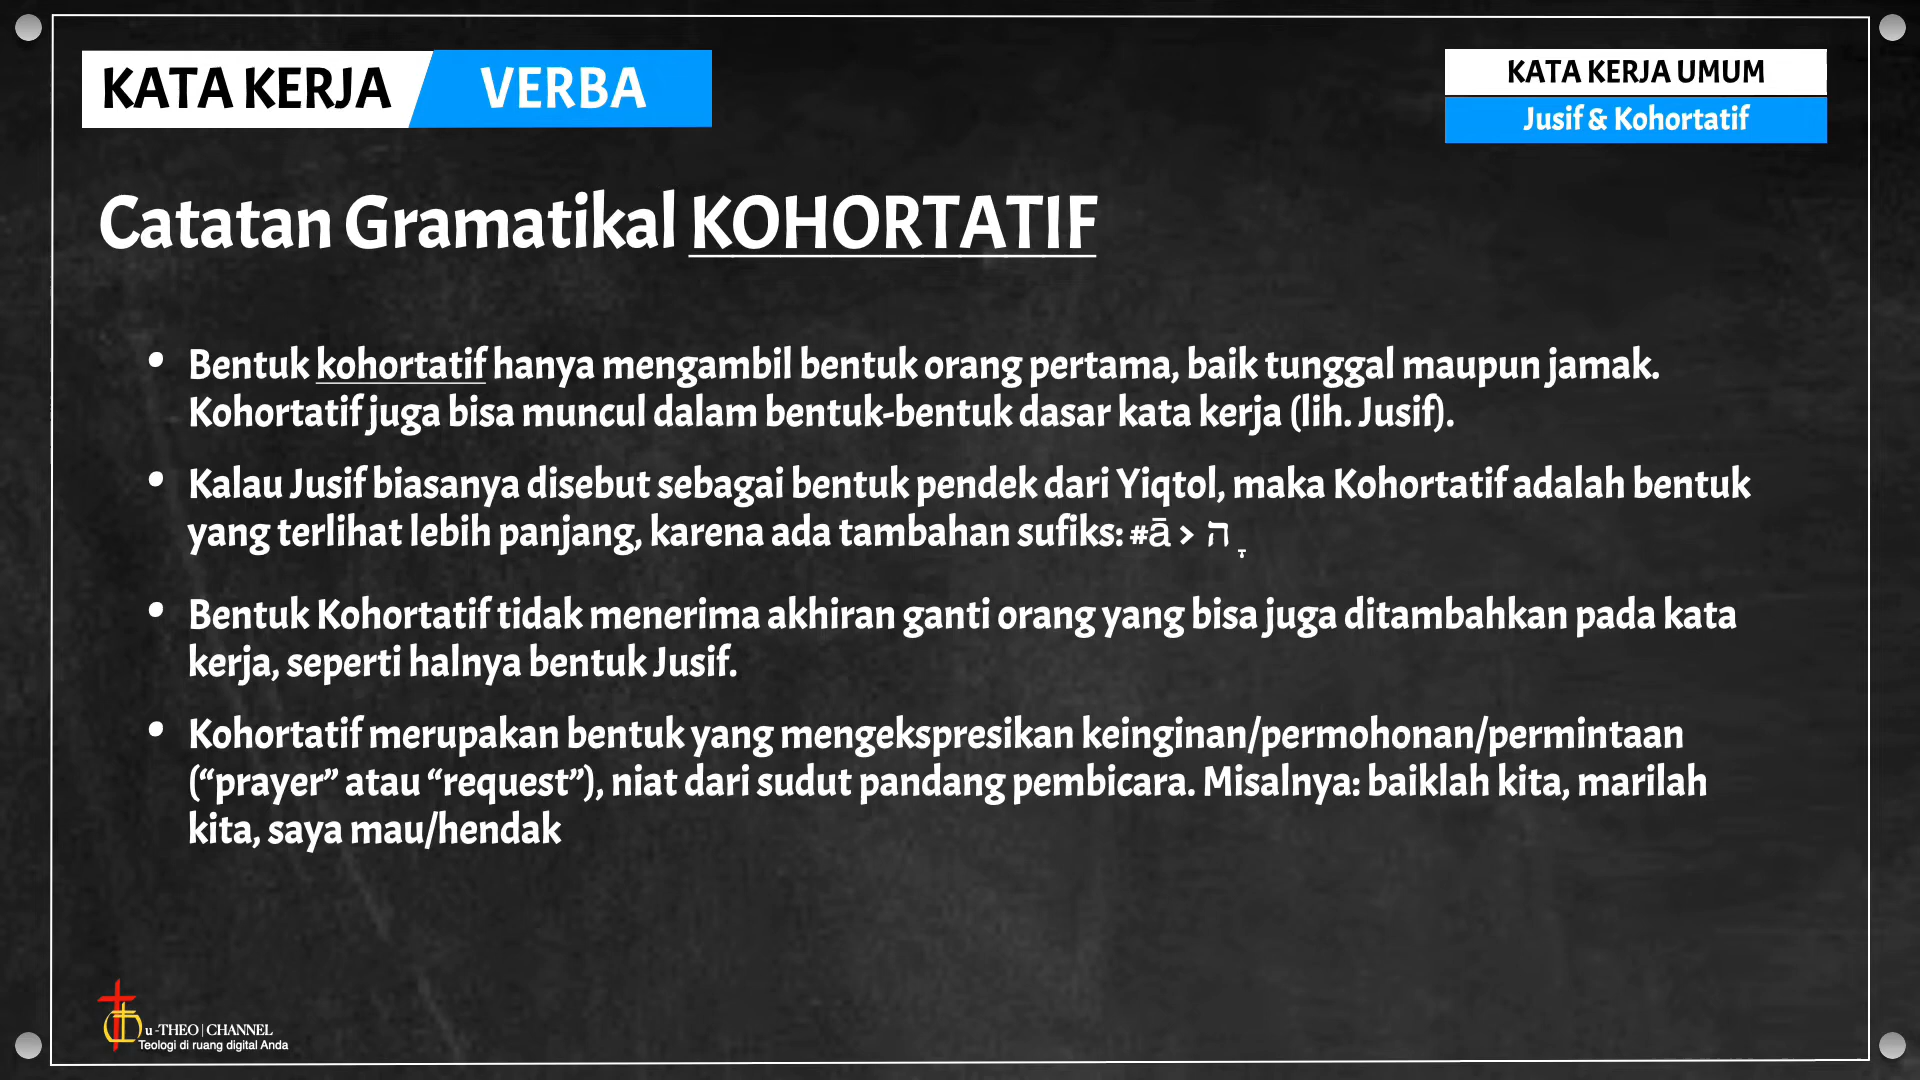 KATA KERJA VERBA
KATA KERJA UMUM
Jusif & Kohortatif
Catatan Gramatikal KOHORTATIF
• Bentuk kohortatif hanya mengambil bentuk orang pertama, baik tunggal maupun jamak.
Kohortatif juga bisa muncul dalam bentuk-bentuk dasar kata kerja (lih. Jusif).
• Kalau Jusif biasanya disebut sebagai bentuk pendek dari Yiqtol, maka Kohortatif adalah bentuk
yang terlihat lebih panjang, karena ada tambahan sufiks: #ā > ָה
• Bentuk Kohortatif tidak menerima akhiran ganti orang yang bisa juga ditambahkan pada kata
kerja, seperti halnya bentuk Jusif.
• Kohortatif merupakan bentuk yang mengekspresikan keinginan/permohonan/permintaan
(“prayer” atau “request”), niat dari sudut pandang pembicara. Misalnya: baiklah kita, marilah
kita, saya mau/hendak
u -THEO | CHANNEL
Teologi di ruang digital Anda